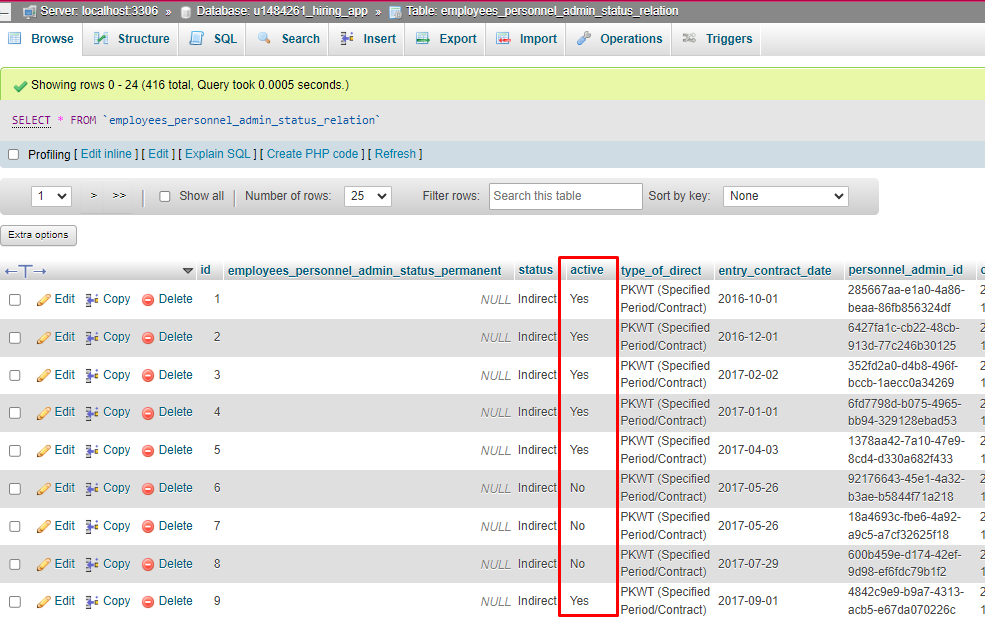 Server: localhost:3306 » Database: u1484261_hiring_app » Table: employees_personnel_admin_status_relation
Browse Structure SQL Search Insert Export Import Operations Triggers
Showing rows 0 - 24 (416 total, Query took 0.0005 seconds.)
SELECT * FROM `employees_personnel_admin_status_relation`
Profiling [ Edit inline ] [ Edit ] [ Explain SQL ] [ Create PHP code ] [ Refresh ]
1 > >> | Show all | Number of rows: 25 Filter rows: Search this table Sort by key: None
Extra options
←T→ id employees_personnel_admin_status_permanent status active type_of_direct entry_contract_date personnel_admin_id
Edit Copy Delete 1 NULL Indirect Yes PKWT (Specified 2016-10-01 285667aa-e1a0-4a86-
Period/Contract) beaa-86fb856324df
Edit Copy Delete 2 NULL Indirect Yes PKWT (Specified 2016-12-01 6427fa1c-cb22-48cb-
Period/Contract) 913d-77c246b30125
Edit Copy Delete 3 NULL Indirect Yes PKWT (Specified 2017-02-02 352fd2a0-d4b8-496f-
Period/Contract) bccb-1aecc0a34269
Edit Copy Delete 4 NULL Indirect Yes PKWT (Specified 2017-01-01 6fd7798d-b075-4965-
Period/Contract) bb94-329128ebad53
Edit Copy Delete 5 NULL Indirect Yes PKWT (Specified 2017-04-03 1378aa42-7a10-47e9-
Period/Contract) 8cd4-d330a682f433
Edit Copy Delete 6 NULL Indirect No PKWT (Specified 2017-05-26 92176643-45e1-4a32-
Period/Contract) b3ae-b5844f71a218
Edit Copy Delete 7 NULL Indirect No PKWT (Specified 2017-05-26 18a4693c-fbe6-4a92-
Period/Contract) a9c5-a7cf32625f18
Edit Copy Delete 8 NULL Indirect No PKWT (Specified 2017-07-29 600b459e-d174-42ef-
Period/Contract) 9d98-ef6fdc79b1f2
Edit Copy Delete 9 NULL Indirect Yes PKWT (Specified 2017-09-01 4842c9e9-b9a7-4313-
Period/Contract) acb5-e67da070226c